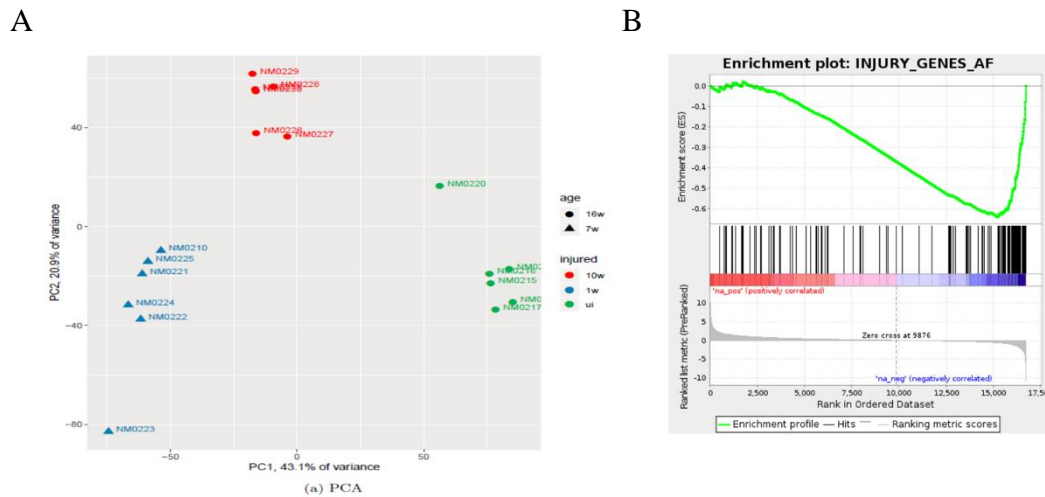 A
B
NM0229
NM0226
NM0228
NM0227
NM0220
NM0210
NM0225
NM0221
NM0224
NM0222
NM0223
NM0216
NM0215
NM0217
40
0
−40
−80
−50
0
50
PC2, 20.9% of variance
PC1, 43.1% of variance
(a) PCA
age
16w
7w
injured
10w
1w
ui
Enrichment plot: INJURY_GENES_AF
Enrichment score (ES)
0.0
-0.1
-0.2
-0.3
-0.4
-0.5
-0.6
'na_pos' (positively correlated)
Ranked list metric (PreRanked)
10
5
0
-5
-10
Zero cross at 9876
'na_neg' (negatively correlated)
0
2,500
5,000
7,500
10,000
12,500
15,000
Rank in Ordered Dataset
Enrichment profile
Hits
Ranking metric scores